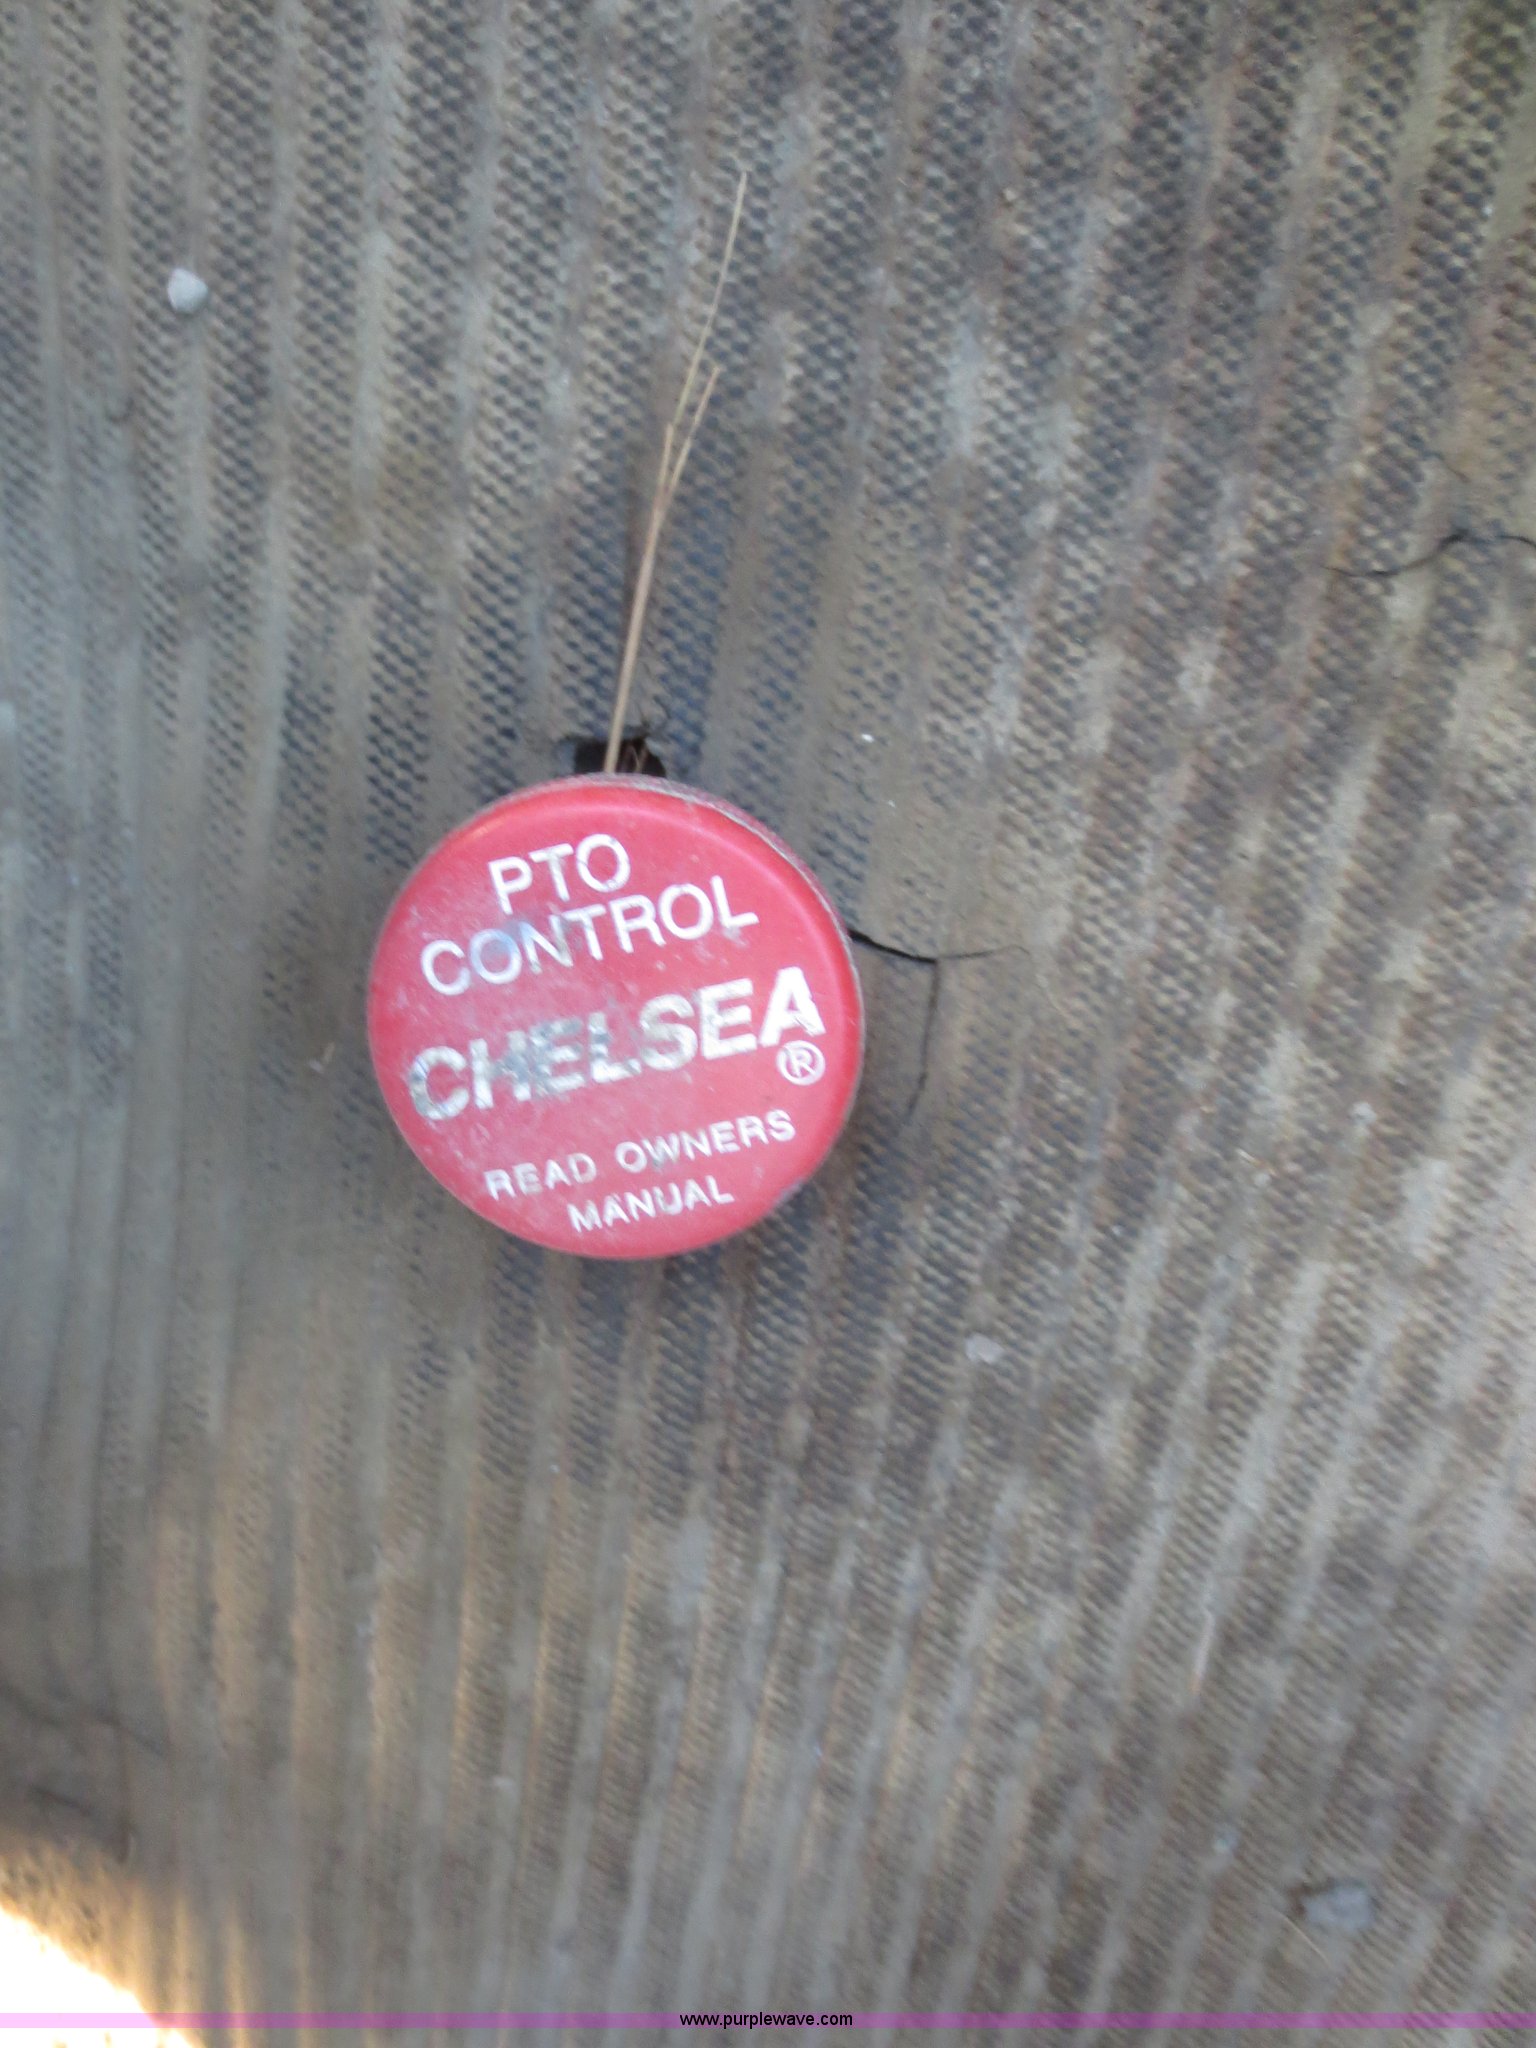 PTO
CONTROL
CHELSEA
®
READ OWNERS
MANUAL
www.purplewave.com